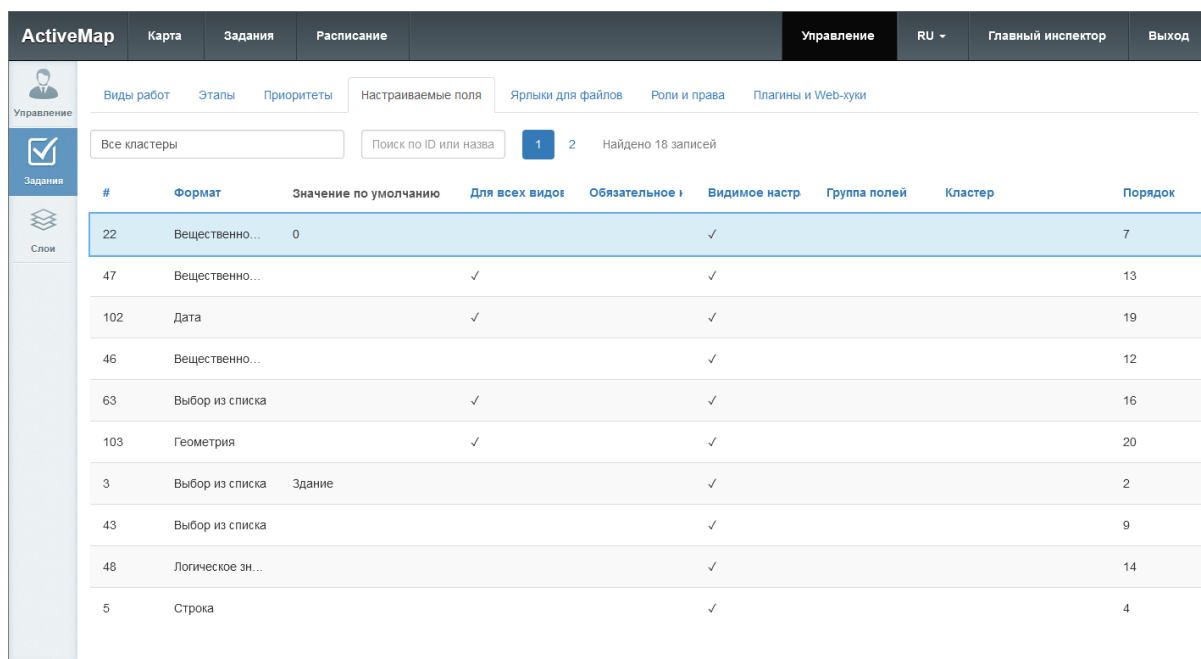 ActiveMap Карта Задания Расписание Управление RU Главный инспектор Выход
Управление
Задания
Слои
Виды работ Этапы Приоритеты Настраиваемые поля Ярлыки для файлов Роли и права Плагины и Web-хуки
Все кластеры Поиск по ID или назва 1 2 Найдено 18 записей
# Формат Значение по умолчанию Для всех видов Обязательное н Видимое настр Группа полей Кластер Порядок
22 Вещественно... 0 ✓ 7
47 Вещественно... ✓ ✓ 13
102 Дата ✓ ✓ 19
46 Вещественно... ✓ 12
63 Выбор из списка ✓ ✓ 16
103 Геометрия ✓ ✓ 20
3 Выбор из списка Здание ✓ 2
43 Выбор из списка ✓ 9
48 Логическое зн... ✓ 14
5 Строка ✓ 4